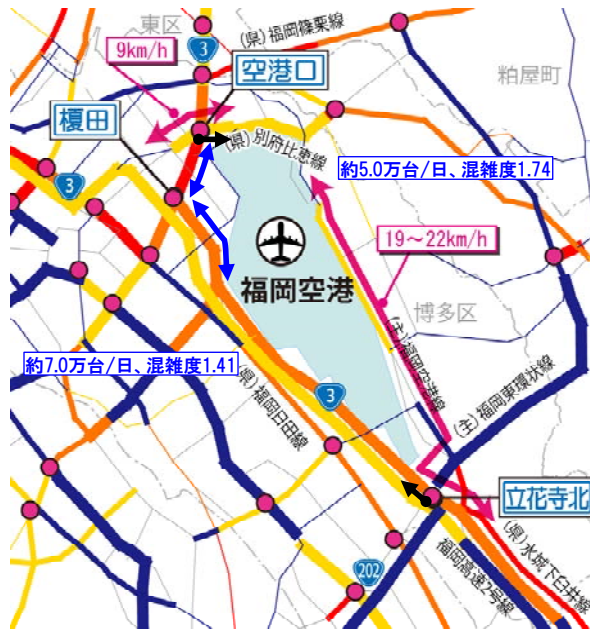 東区
3
(県)福岡篠栗線
9km/h
空港口
粕屋町
榎田
(県)別府比恵線
約5.0万台/日、混雑度1.74
3
19～22km/h
福岡空港
博多区
(主)福岡空港線
約7.0万台/日、混雑度1.41
3
(県)福岡日田線
(主)福岡東環状線
立花寺北
(県)水城下臼井線
福岡高速2号線
202